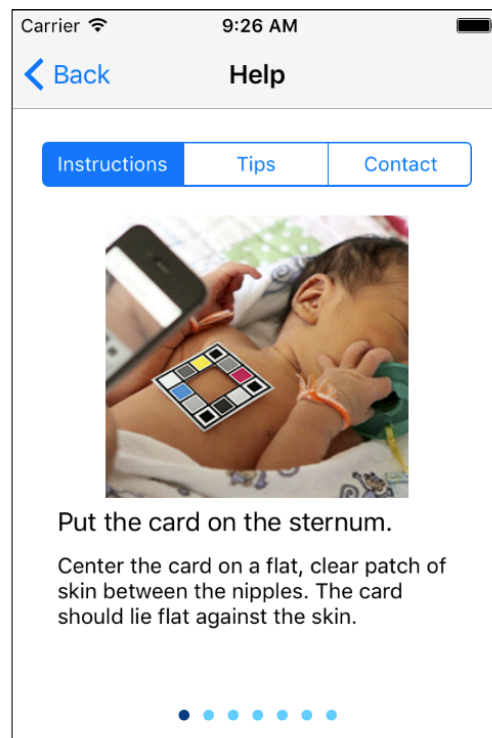 Carrier 9:26 AM
Back Help
Instructions Tips Contact
Put the card on the sternum.
Center the card on a flat, clear patch of
skin between the nipples. The card
should lie flat against the skin.